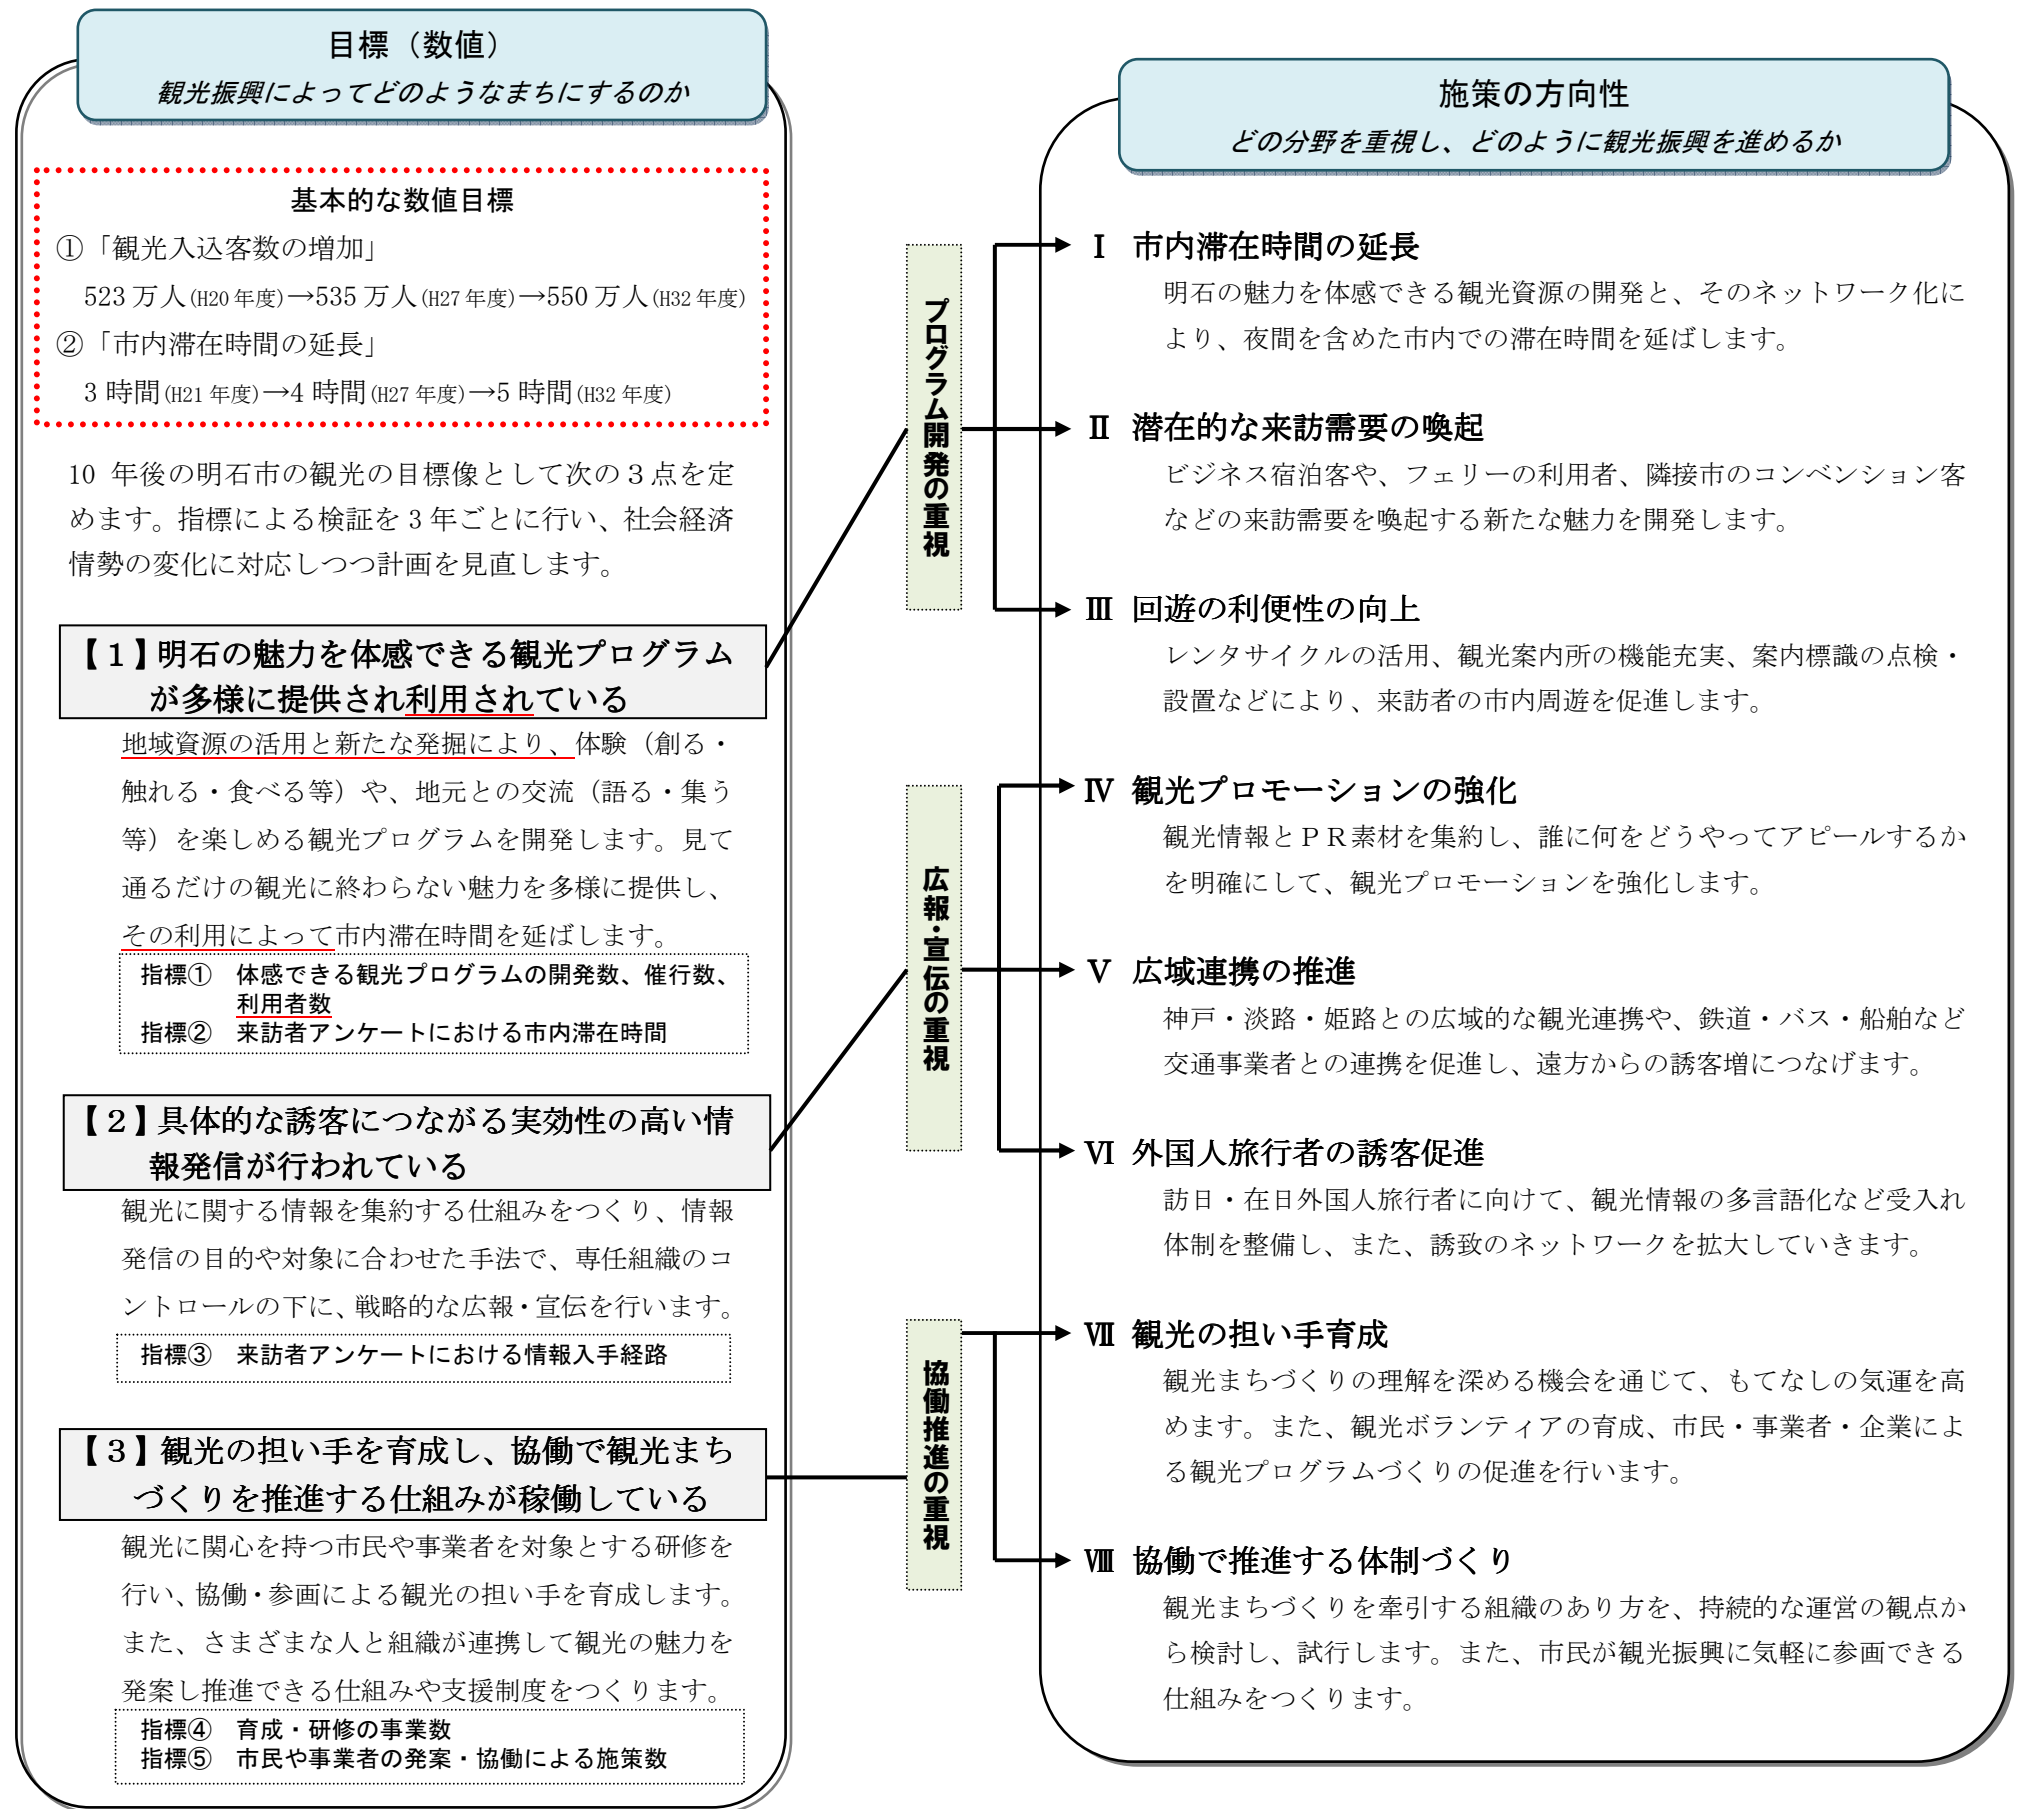 目標（数値）
観光振興によってどのようなまちにするのか
基本的な数値目標
①「観光入込客数の増加」
523 万人(H20 年度)→535 万人(H27 年度)→550 万人(H32 年度)
②「市内滞在時間の延長」
3 時間(H21 年度)→4 時間(H27 年度)→5 時間(H32 年度)
10 年後の明石市の観光の目標像として次の３点を定
めます。指標による検証を 3 年ごとに行い、社会経済
情勢の変化に対応しつつ計画を見直します。
【１】明石の魅力を体感できる観光プログラム
が多様に提供され利用されている
地域資源の活用と新たな発掘により、体験（創る・
触れる・食べる等）や、地元との交流（語る・集う
等）を楽しめる観光プログラムを開発します。見て
通るだけの観光に終わらない魅力を多様に提供し、
その利用によって市内滞在時間を延ばします。
指標①　体感できる観光プログラムの開発数、催行数、
利用者数
指標②　来訪者アンケートにおける市内滞在時間
【２】具体的な誘客につながる実効性の高い情
報発信が行われている
観光に関する情報を集約する仕組みをつくり、情報
発信の目的や対象に合わせた手法で、専任組織のコ
ントロールの下に、戦略的な広報・宣伝を行います。
指標③　来訪者アンケートにおける情報入手経路
【３】観光の担い手を育成し、協働で観光まち
づくりを推進する仕組みが稼働している
観光に関心を持つ市民や事業者を対象とする研修を
行い、協働・参画による観光の担い手を育成します。
また、さまざまな人と組織が連携して観光の魅力を
発案し推進できる仕組みや支援制度をつくります。
指標④　育成・研修の事業数
指標⑤　市民や事業者の発案・協働による施策数
プログラム開発の重視
広報・宣伝の重視
協働推進の重視
施策の方向性
どの分野を重視し、どのように観光振興を進めるか
Ⅰ 市内滞在時間の延長
明石の魅力を体感できる観光資源の開発と、そのネットワーク化に
より、夜間を含めた市内での滞在時間を延ばします。
Ⅱ 潜在的な来訪需要の喚起
ビジネス宿泊客や、フェリーの利用者、隣接市のコンベンション客
などの来訪需要を喚起する新たな魅力を開発します。
Ⅲ 回遊の利便性の向上
レンタサイクルの活用、観光案内所の機能充実、案内標識の点検・
設置などにより、来訪者の市内周遊を促進します。
Ⅳ 観光プロモーションの強化
観光情報とＰＲ素材を集約し、誰に何をどうやってアピールするか
を明確にして、観光プロモーションを強化します。
Ⅴ 広域連携の推進
神戸・淡路・姫路との広域的な観光連携や、鉄道・バス・船舶など
交通事業者との連携を促進し、遠方からの誘客増につなげます。
Ⅵ 外国人旅行者の誘客促進
訪日・在日外国人旅行者に向けて、観光情報の多言語化など受入れ
体制を整備し、また、誘致のネットワークを拡大していきます。
Ⅶ 観光の担い手育成
観光まちづくりの理解を深める機会を通じて、もてなしの気運を高
めます。また、観光ボランティアの育成、市民・事業者・企業によ
る観光プログラムづくりの促進を行います。
Ⅷ 協働で推進する体制づくり
観光まちづくりを牽引する組織のあり方を、持続的な運営の観点か
ら検討し、試行します。また、市民が観光振興に気軽に参画できる
仕組みをつくります。